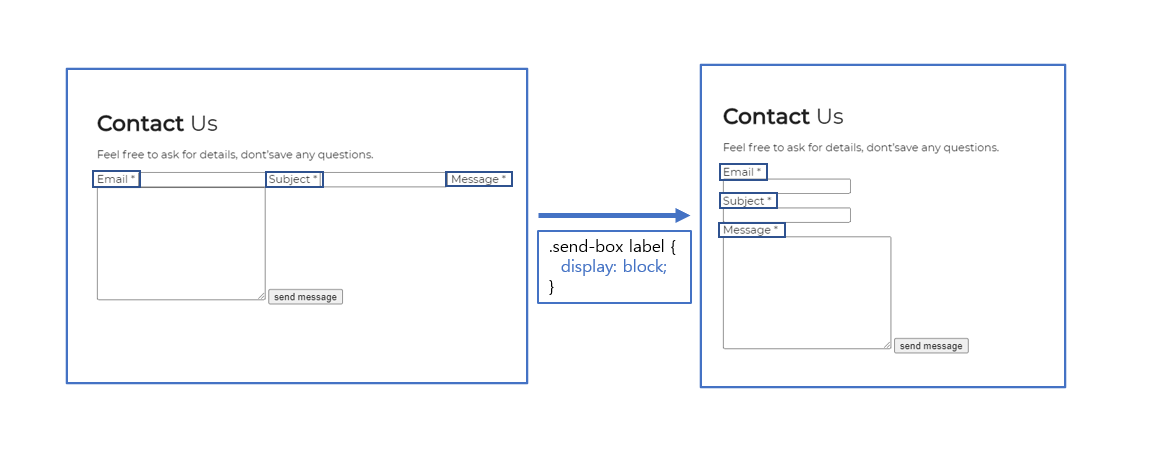 Contact Us
Feel free to ask for details, dont'save any questions.
Email * Subject * Message *
send message
.send-box label {
display: block;
}
Contact Us
Feel free to ask for details, dont'save any questions.
Email *
Subject *
Message *
send message